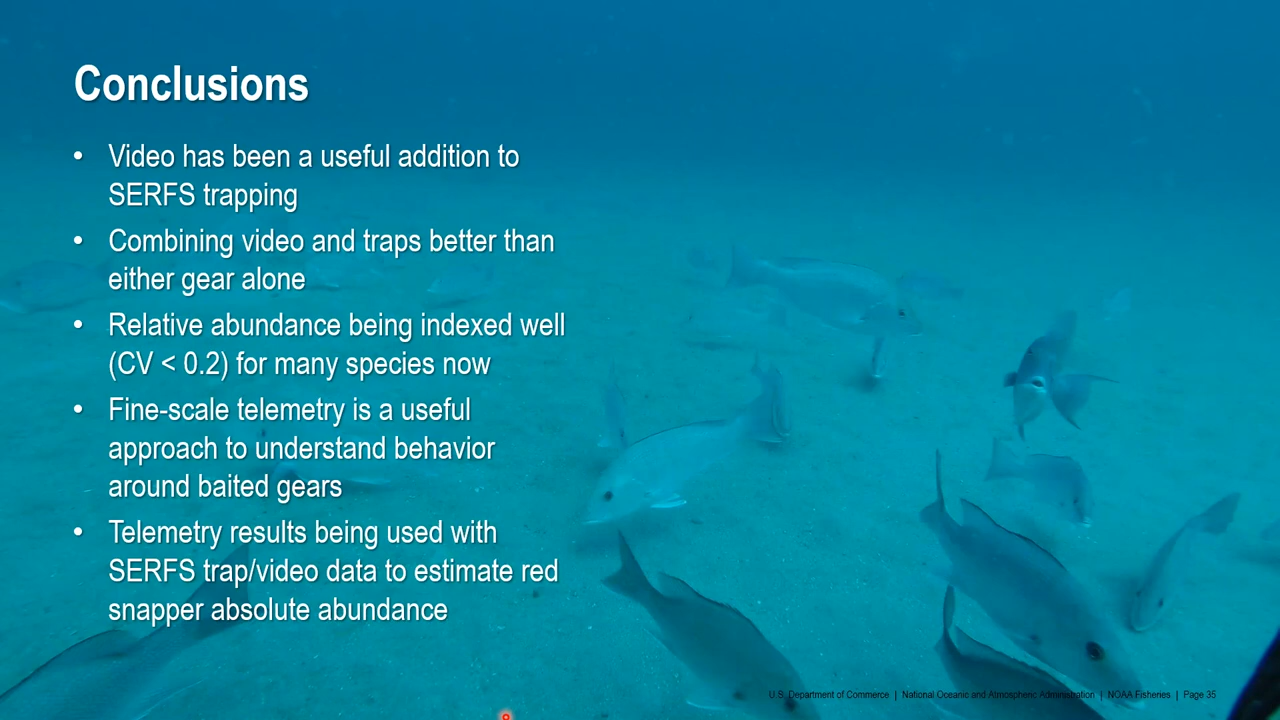 Conclusions
• Video has been a useful addition to
SERFS trapping
• Combining video and traps better than
either gear alone
• Relative abundance being indexed well
(CV < 0.2) for many species now
• Fine-scale telemetry is a useful
approach to understand behavior
around baited gears
• Telemetry results being used with
SERFS trap/video data to estimate red
snapper absolute abundance
U.S. Department of Commerce | National Oceanic and Atmospheric Administration | NOAA Fisheries | Page 35